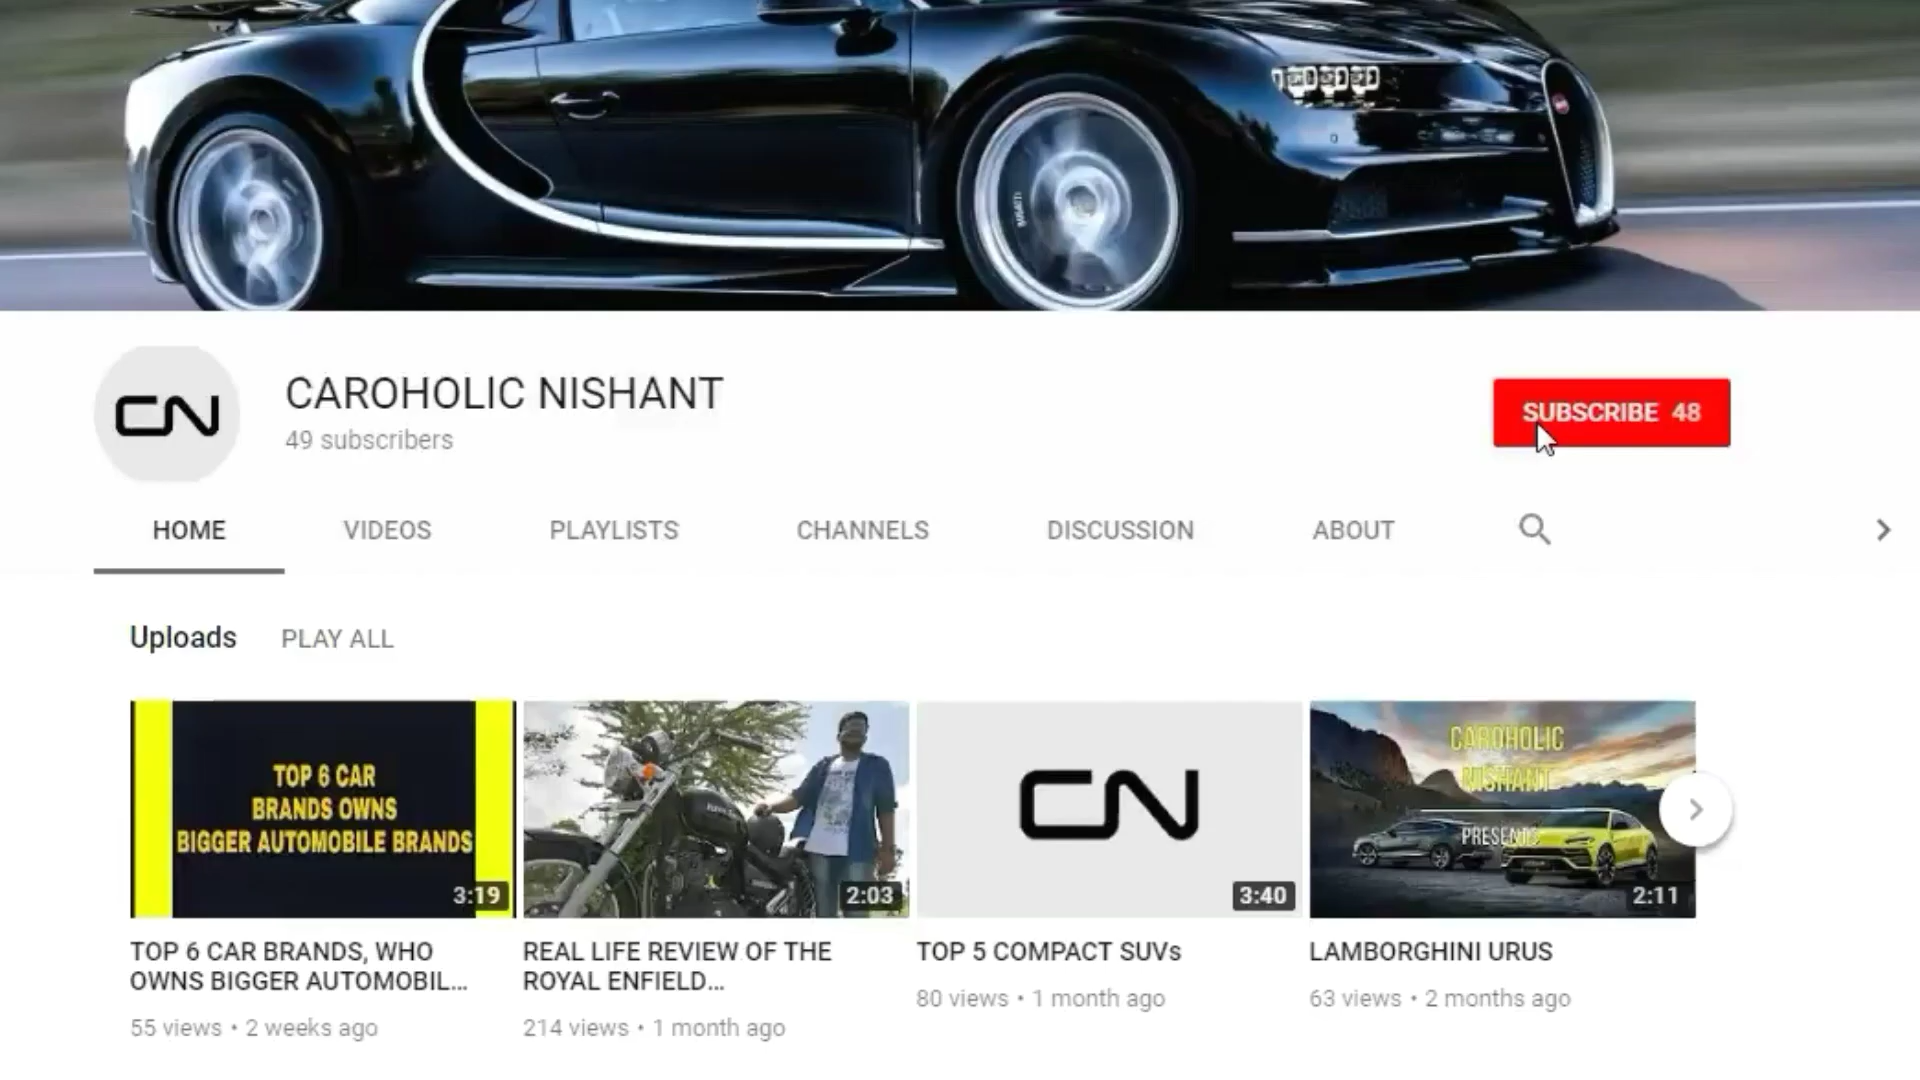 CN
CAROHOLIC NISHANT
49 subscribers
SUBSCRIBE 48
HOME
VIDEOS
PLAYLISTS
CHANNELS
DISCUSSION
ABOUT
Uploads
PLAY ALL
TOP 6 CAR
BRANDS OWNS
BIGGER AUTOMOBILE BRANDS
3:19
2:03
CN
3:40
CAROHOLIC
NISHANT
PRESENTS
2:11
TOP 6 CAR BRANDS, WHO
OWNS BIGGER AUTOMOBIL...
55 views • 2 weeks ago
REAL LIFE REVIEW OF THE
ROYAL ENFIELD...
214 views • 1 month ago
TOP 5 COMPACT SUVs
80 views • 1 month ago
LAMBORGHINI URUS
63 views • 2 months ago